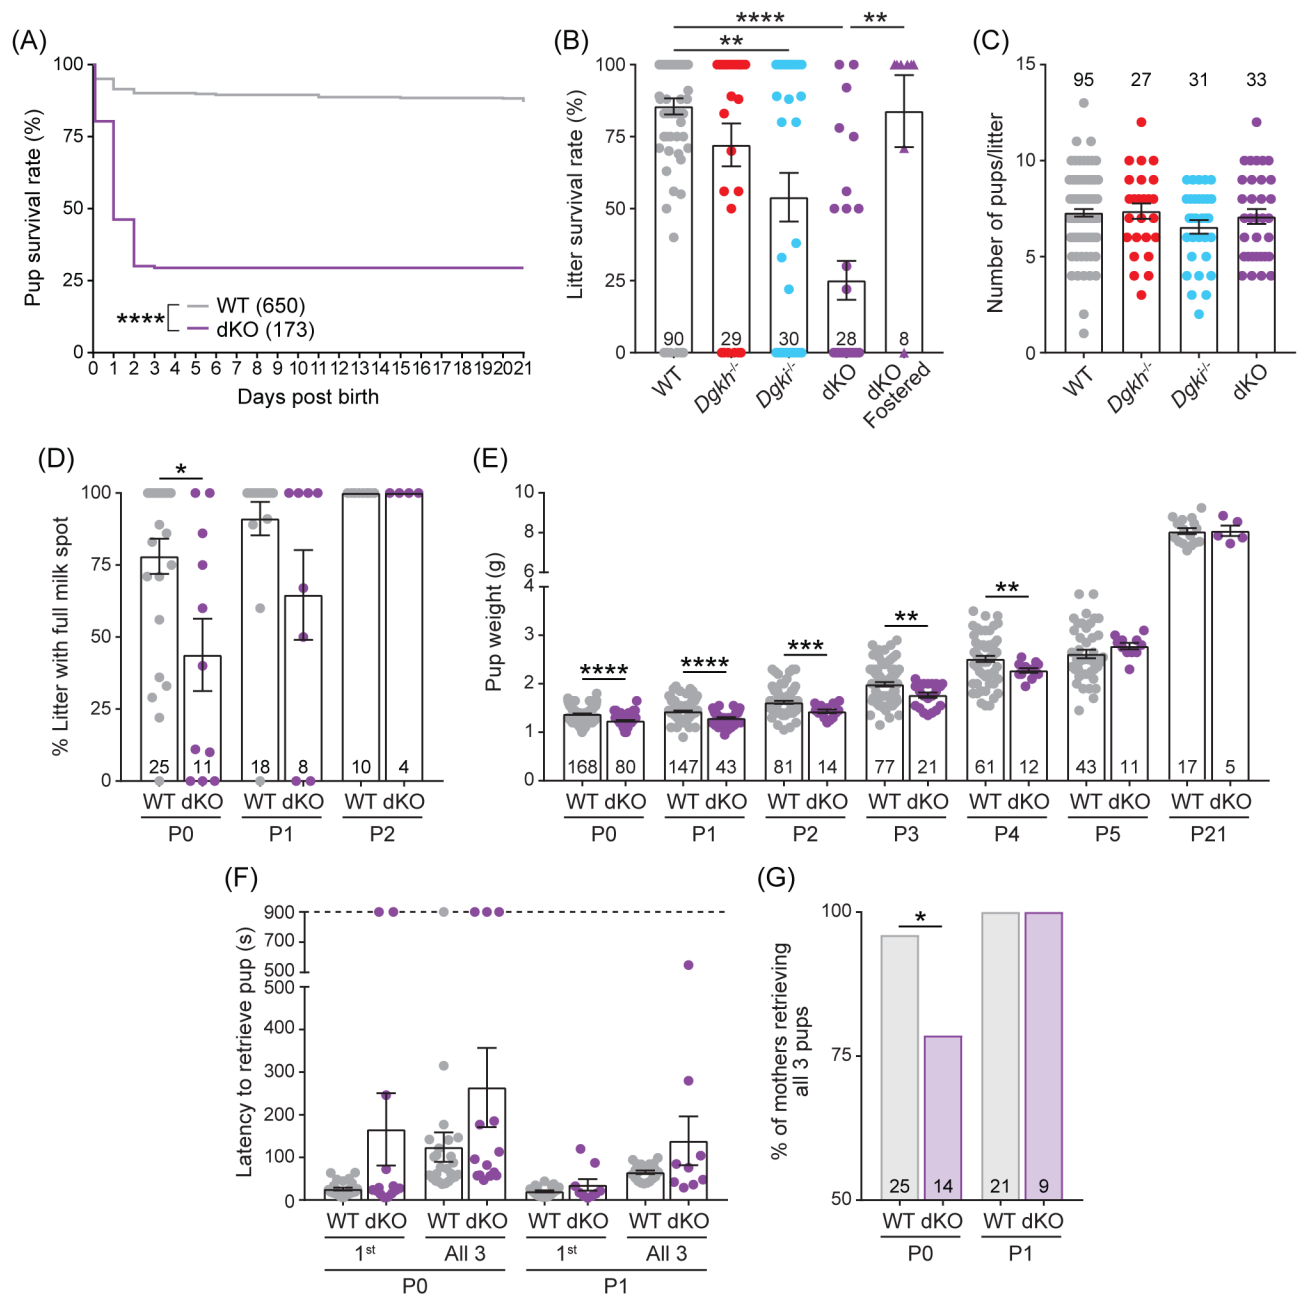 (A)
Pup survival rate (%)
100
75
50
25
0
WT (650)
dKO (173)
****
0 1 2 3 4 5 6 7 8 9 10 11 12 13 14 15 16 17 18 19 20 21
Days post birth
(B)
Litter survival rate (%)
****
**
**
100
75
50
25
0
90 29 30 28 8
WT
Dgkh-/-
Dgki-/-
dKO
dKO
Fostered
(C)
Number of pups/litter
15
10
5
0
95 27 31 33
WT
Dgkh-/-
Dgki-/-
dKO
(D)
% Litter with full milk spot
*
100
75
50
25
0
25 11 18 8 10 4
WT dKO WT dKO WT dKO
P0 P1 P2
(E)
Pup weight (g)
10
8
6
4
3
2
1
0
**** **** *** ** **
168 80 147 43 81 14 77 21 61 12 43 11 17 5
WT dKO WT dKO WT dKO WT dKO WT dKO WT dKO WT dKO
P0 P1 P2 P3 P4 P5 P21
(F)
Latency to retrieve pup (s)
900
700
500
500
400
300
200
100
0
WT dKO WT dKO WT dKO WT dKO
1st All 3 1st All 3
P0 P1
(G)
% of mothers retrieving
all 3 pups
*
100
75
50
25 14 21 9
WT dKO WT dKO
P0 P1